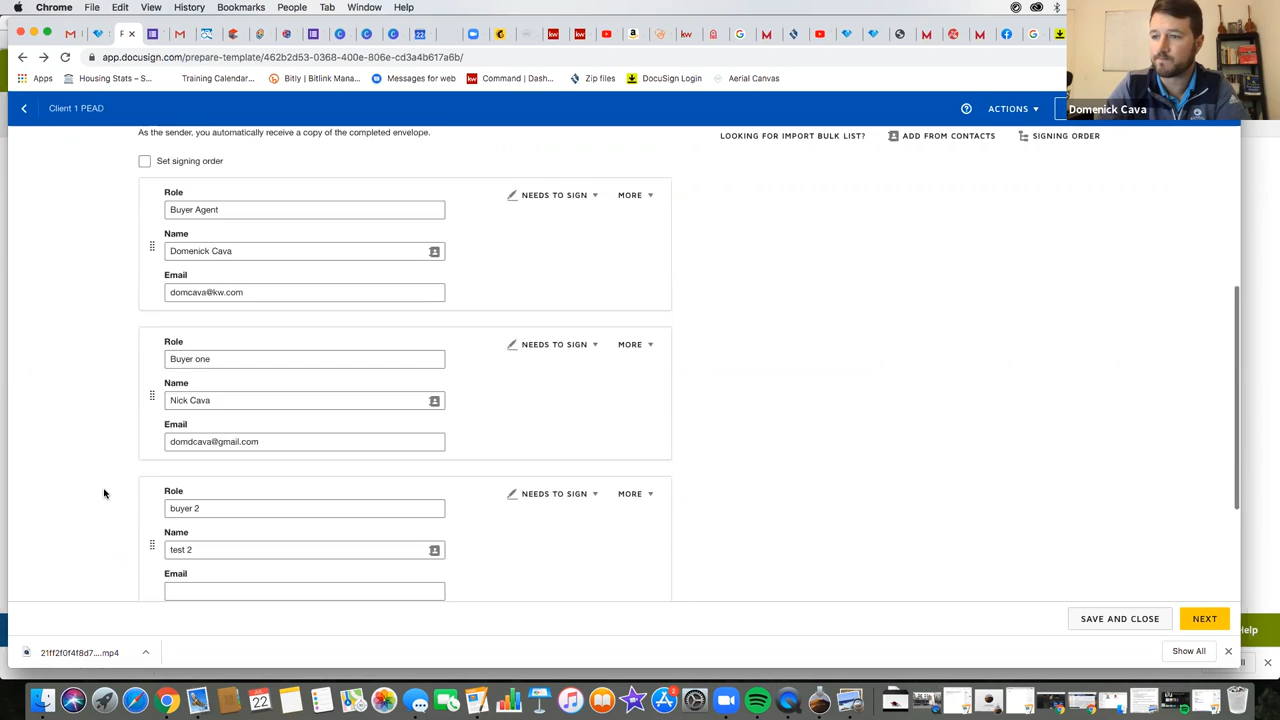 Chrome File Edit View History Bookmarks People Tab Window Help
app.docusign.com/prepare-template/462b2d53-0368-400e-806e-cd3a4b617a6b/
Apps Housing Stats – S... Training Calendar... Bitly | Bitlink Mana... Messages for web Command | Dash... Zip files DocuSign Login Aerial Canvas
Domenick Cava
Client 1 PEAD
ACTIONS
As the sender, you automatically receive a copy of the completed envelope.
LOOKING FOR IMPORT BULK LIST? ADD FROM CONTACTS SIGNING ORDER
Set signing order
Role
NEEDS TO SIGN MORE
Buyer Agent
Name
Domenick Cava
Email
domcava@kw.com
Role
NEEDS TO SIGN MORE
Buyer one
Name
Nick Cava
Email
domdcava@gmail.com
Role
NEEDS TO SIGN MORE
buyer 2
Name
test 2
Email
SAVE AND CLOSE NEXT
Help
21ff2f0f4f8d7....mp4
Show All